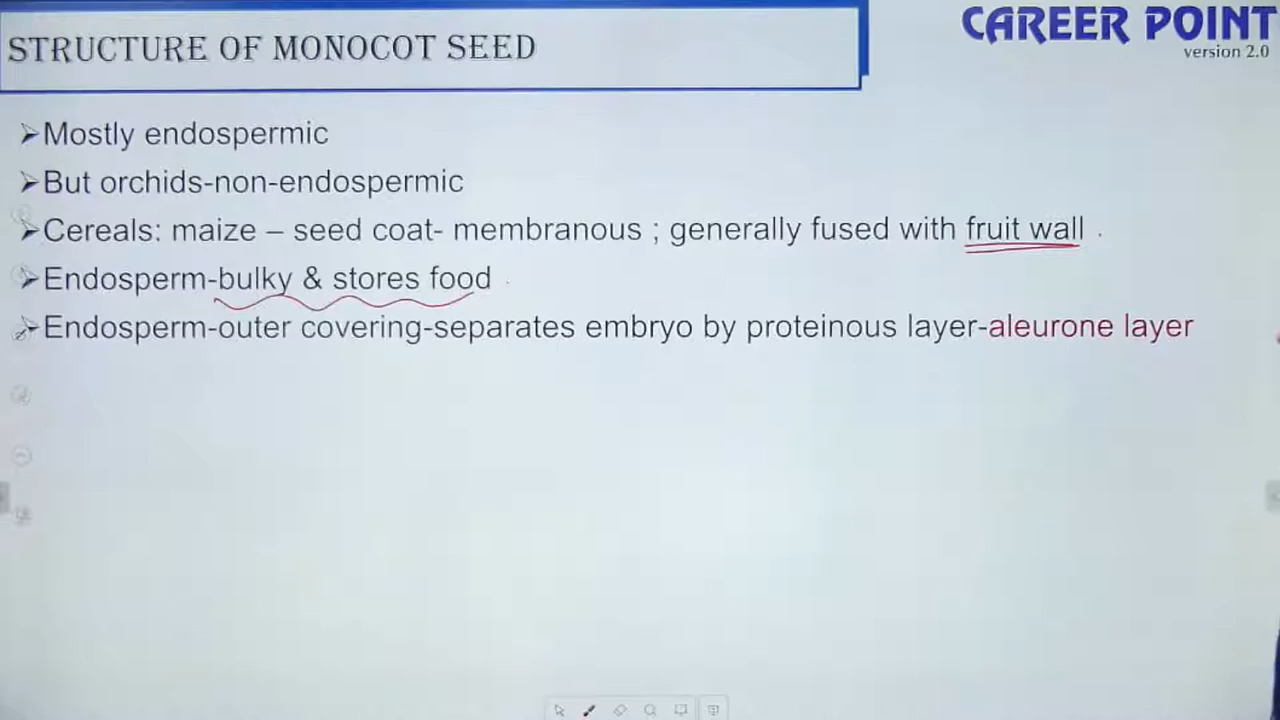 STRUCTURE OF MONOCOT SEED
CAREER POINT
version 2.0
➢Mostly endospermic
➢But orchids-non-endospermic
➢Cereals: maize – seed coat- membranous ; generally fused with fruit wall .
➢Endosperm-bulky & stores food
➢Endosperm-outer covering-separates embryo by proteinous layer-aleurone layer